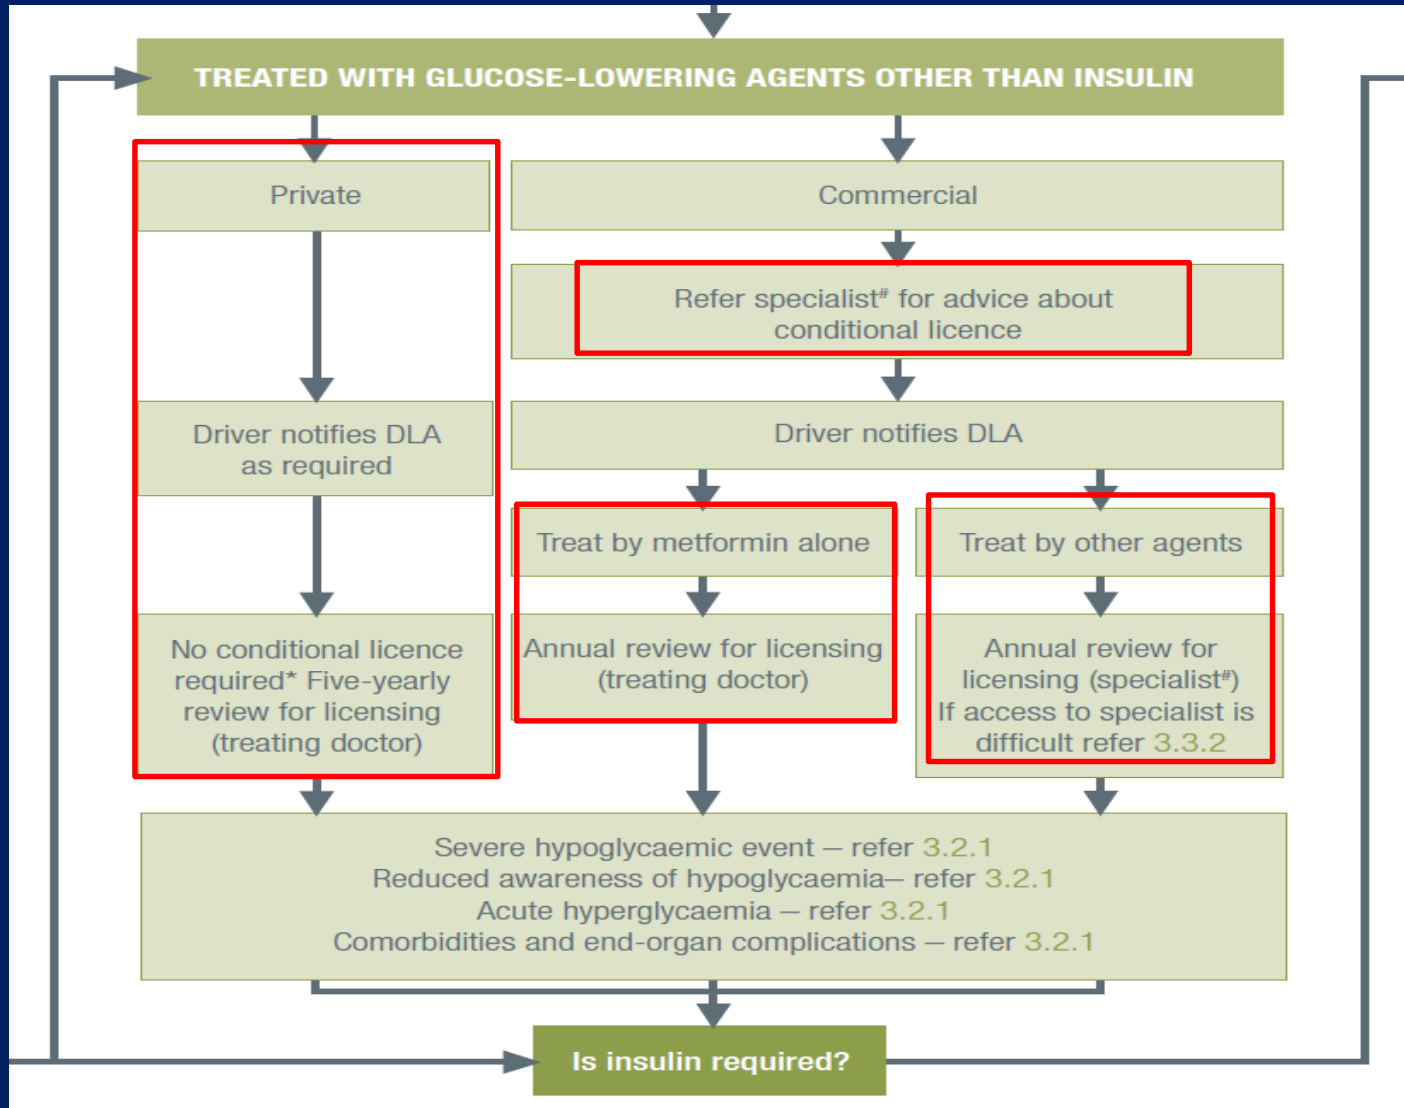 TREATED WITH GLUCOSE-LOWERING AGENTS OTHER THAN INSULIN
Private
Commercial
Refer specialist# for advice about
conditional licence
Driver notifies DLA
as required
Driver notifies DLA
Treat by metformin alone
Treat by other agents
No conditional licence
required* Five-yearly
review for licensing
(treating doctor)
Annual review for licensing
(treating doctor)
Annual review for
licensing (specialist#)
If access to specialist is
difficult refer 3.3.2
Severe hypoglycaemic event – refer 3.2.1
Reduced awareness of hypoglycaemia– refer 3.2.1
Acute hyperglycaemia – refer 3.2.1
Comorbidities and end-organ complications – refer 3.2.1
Is insulin required?